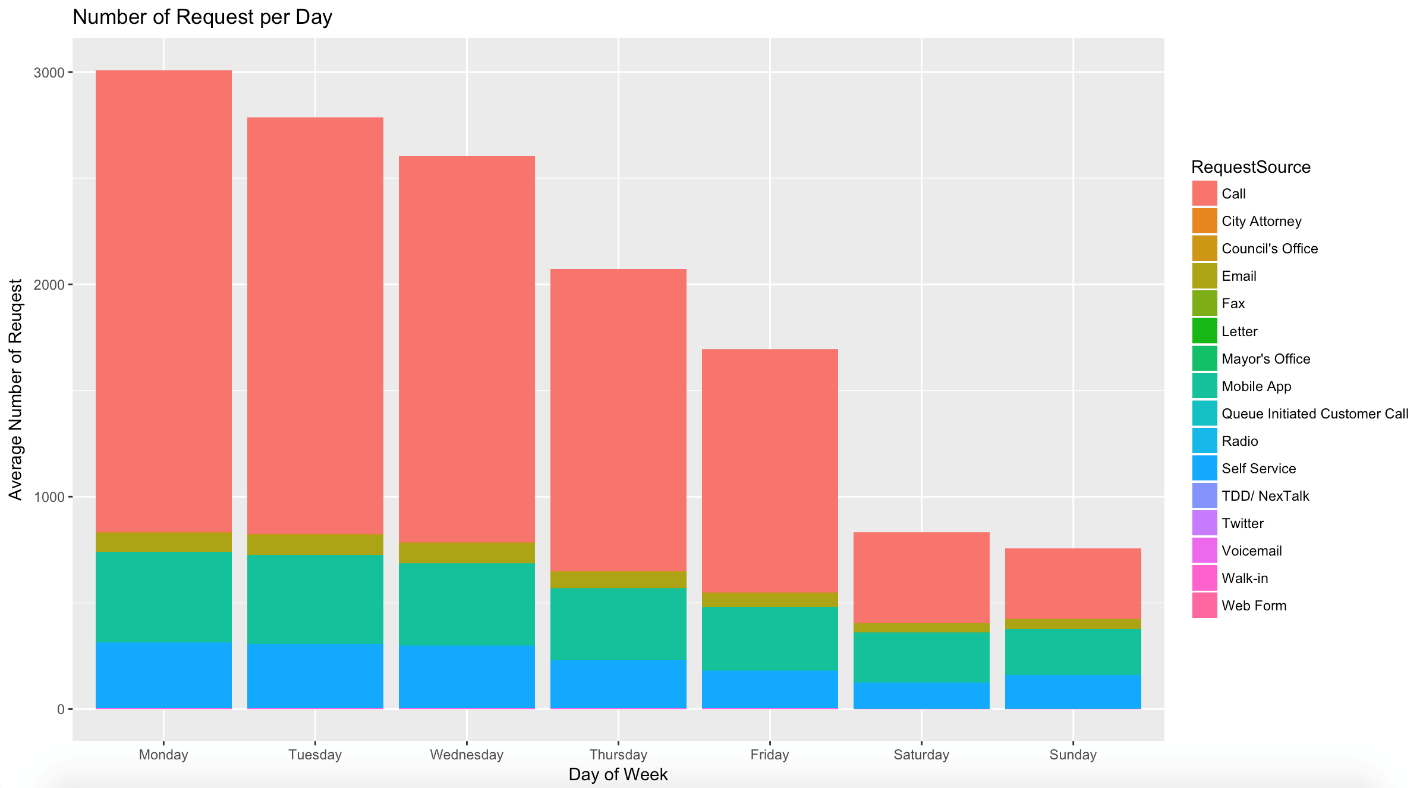 Number of Request per Day
Average Number of Reuqest
3000
2000
1000
0
Monday
Tuesday
Wednesday
Thursday
Friday
Saturday
Sunday
Day of Week
RequestSource
Call
City Attorney
Council's Office
Email
Fax
Letter
Mayor's Office
Mobile App
Queue Initiated Customer Call
Radio
Self Service
TDD/ NexTalk
Twitter
Voicemail
Walk-in
Web Form